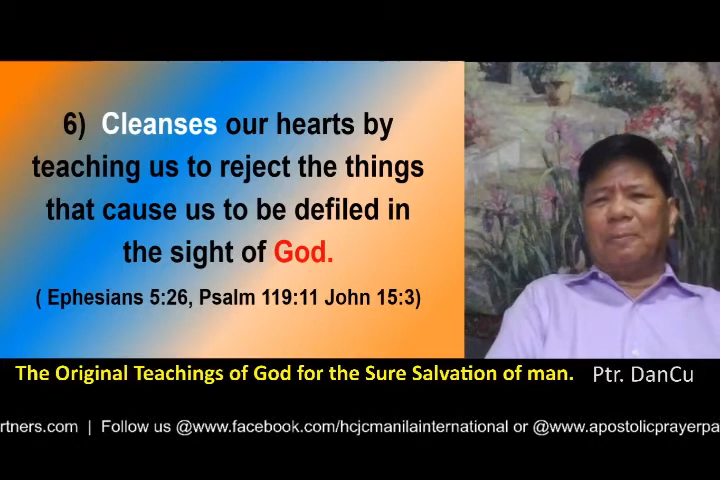 6) Cleanses our hearts by
teaching us to reject the things
that cause us to be defiled in
the sight of God.
( Ephesians 5:26, Psalm 119:11 John 15:3)
The Original Teachings of God for the Sure Salvation of man. Ptr. DanCu
rtners.com | Follow us @www.facebook.com/hcjcmanilainternational or @www.apostolicprayerpa